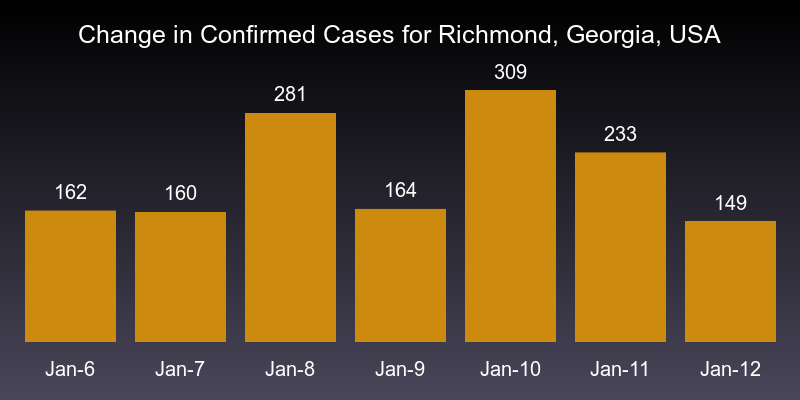 Change in Confirmed Cases for Richmond, Georgia, USA
162
160
281
164
309
233
149
Jan-6
Jan-7
Jan-8
Jan-9
Jan-10
Jan-11
Jan-12